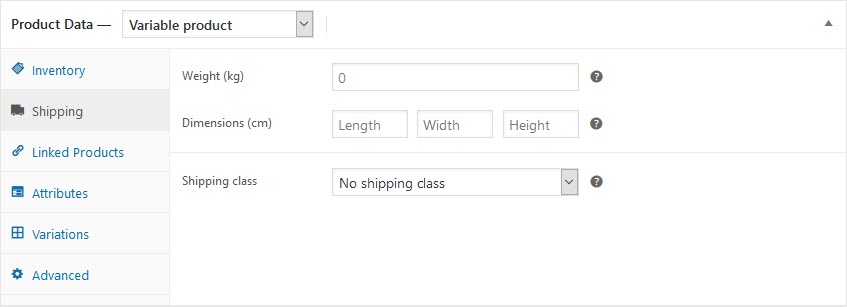 Product Data — Variable product
Inventory
Shipping
Linked Products
Attributes
Variations
Advanced
Weight (kg) 0
Dimensions (cm) Length Width Height
Shipping class No shipping class